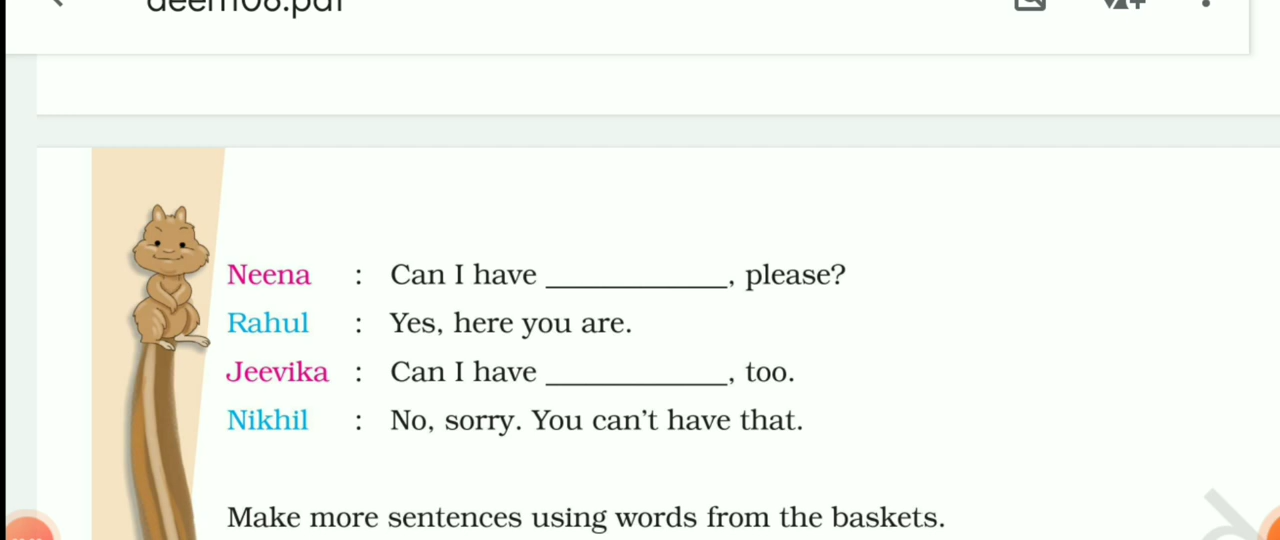 Neena : Can I have ____________, please?
Rahul : Yes, here you are.
Jeevika : Can I have ____________, too.
Nikhil : No, sorry. You can't have that.
Make more sentences using words from the baskets.